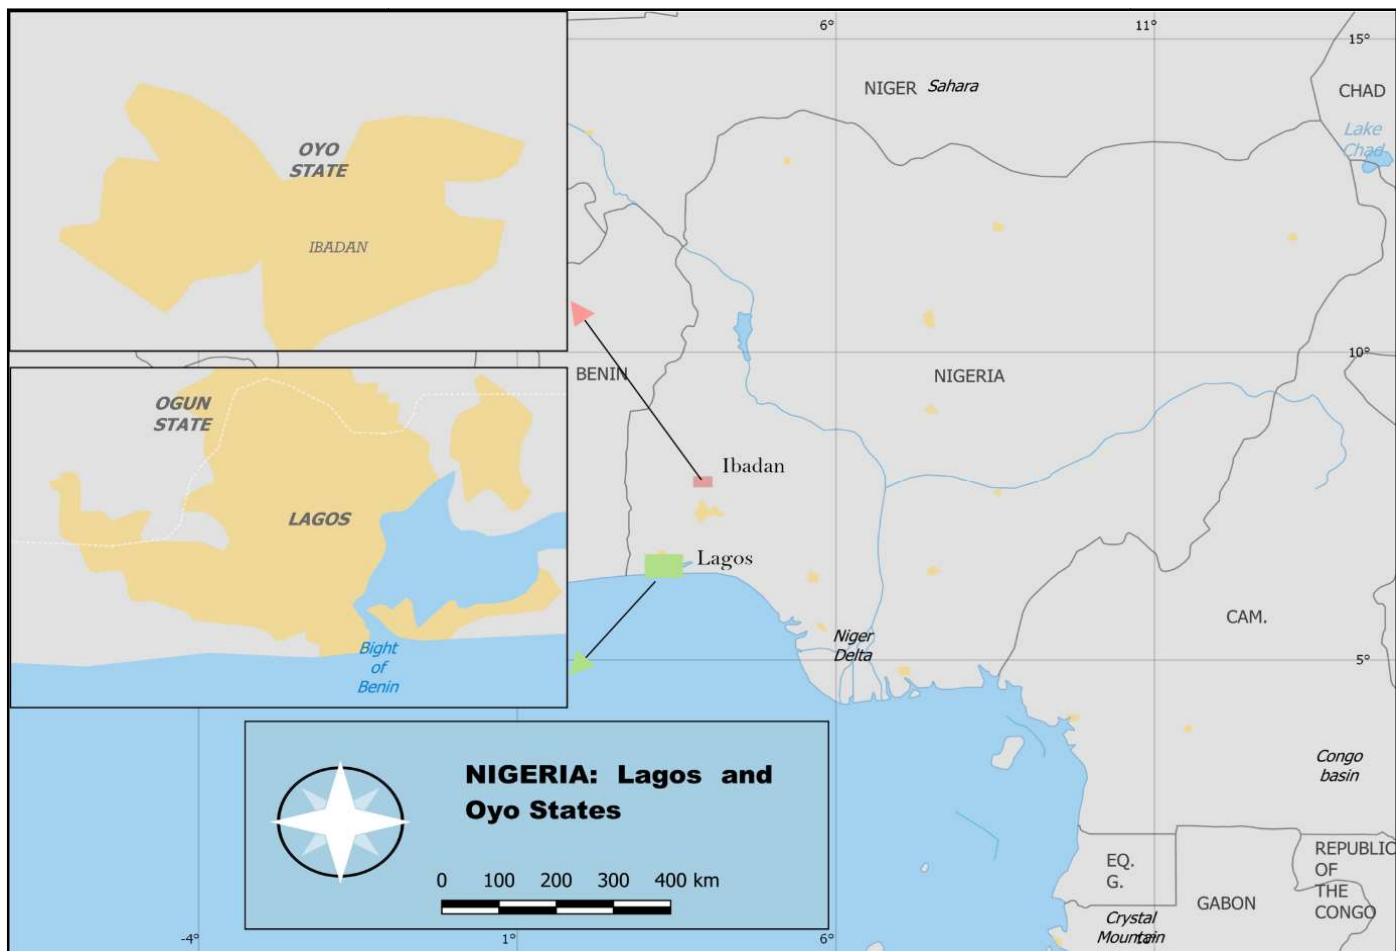 6°
11°
15°
NIGER
Sahara
CHAD
Lake
Chad
OYO
STATE
IBADAN
10°
BENIN
NIGERIA
OGUN
STATE
LAGOS
Ibadan
Lagos
CAM.
Niger
Delta
5°
Bight
of
Benin
NIGERIA: Lagos and
Oyo States
0 100 200 300 400 km
Congo
basin
EQ.
G.
GABON
REPUBLIC
OF
THE
CONGO
Crystal
Mountain
-4°
1°
6°